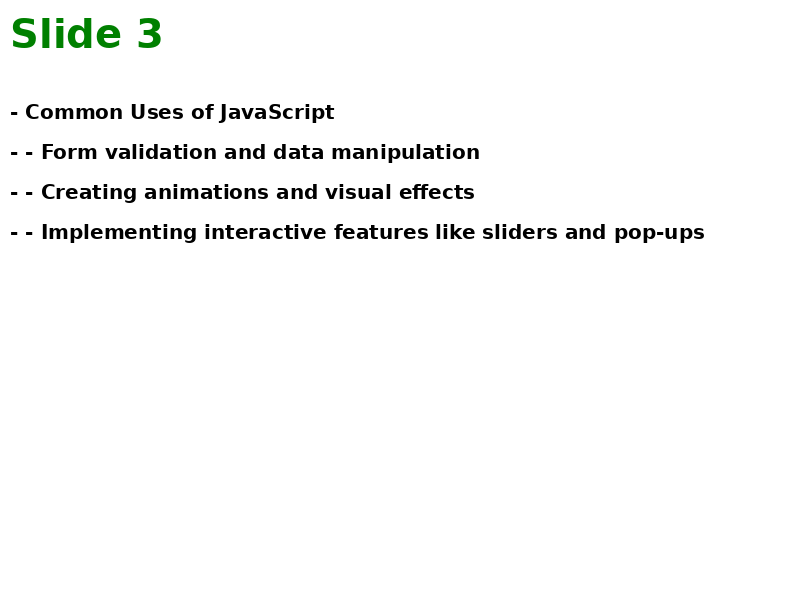 Slide 3
- Common Uses of JavaScript
- - Form validation and data manipulation
- - Creating animations and visual effects
- - Implementing interactive features like sliders and pop-ups